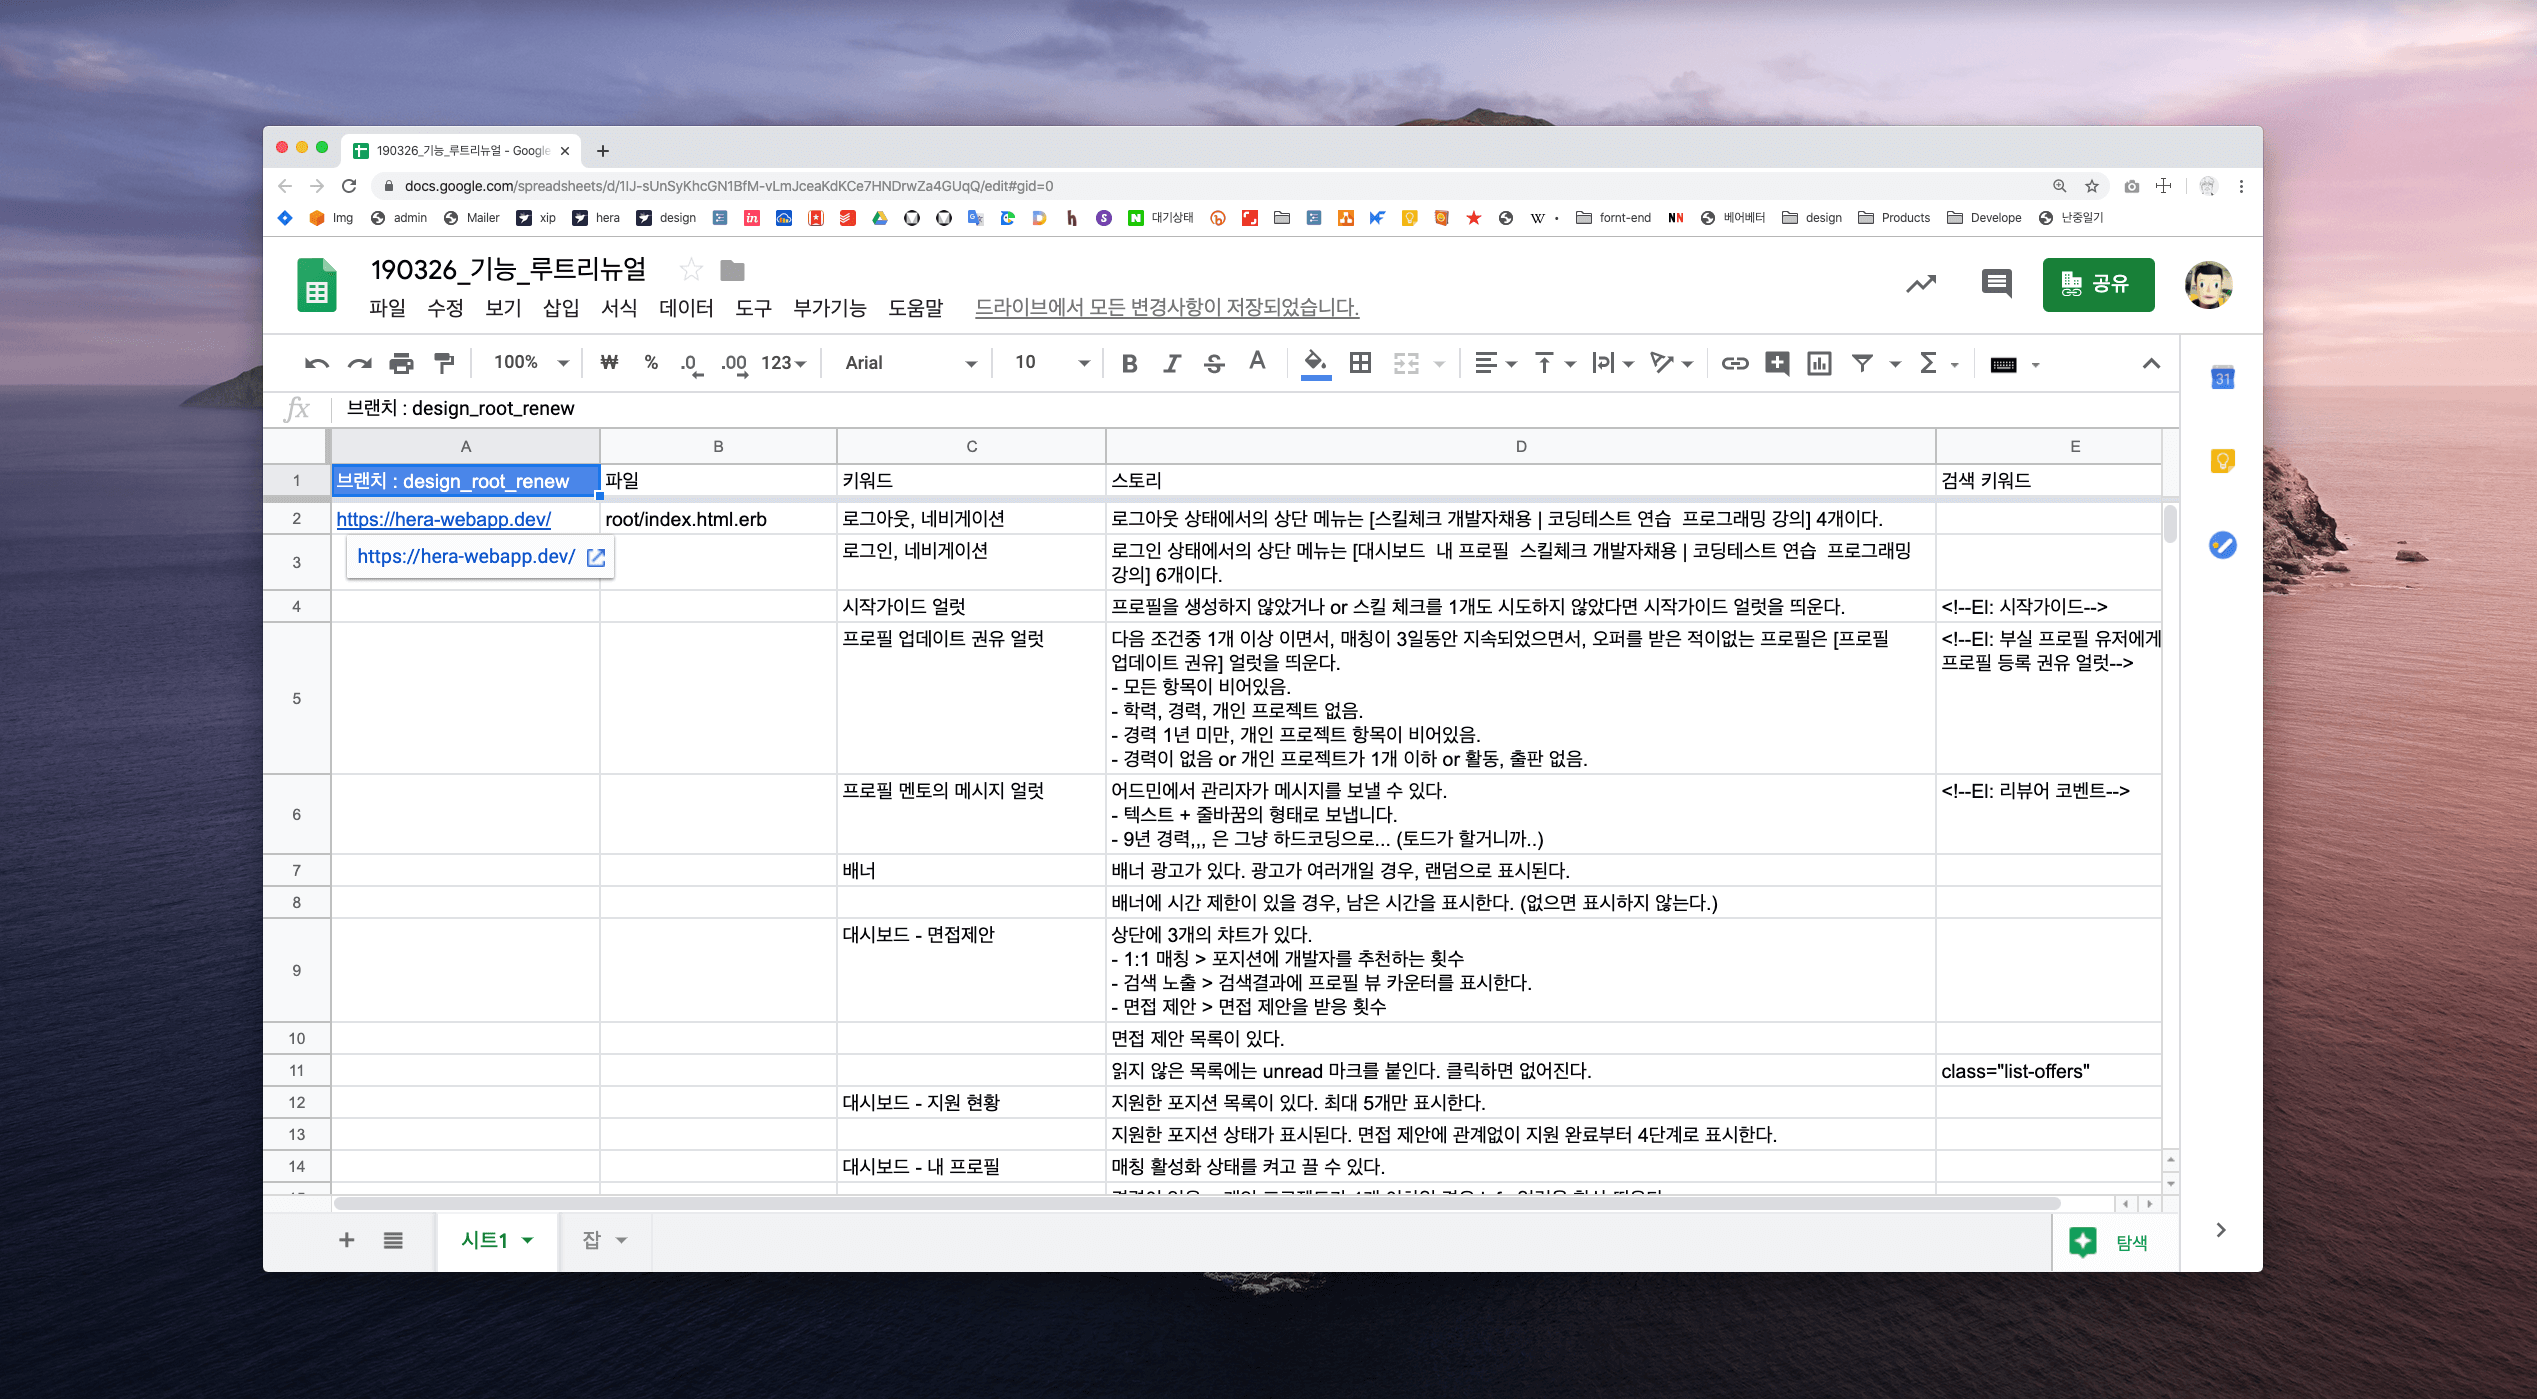 190326_기능_루트리뉴얼 - Google
docs.google.com/spreadsheets/d/1IJ-sUnSyKhcGN1BfM-vLmJceaKdKCe7HNDrwZa4GUqQ/edit#gid=0
Img admin Mailer xip hera design 대기상태 fornt-end 베어베터 design Products Develope 난중일기
190326_기능_루트리뉴얼
공유
파일 수정 보기 삽입 서식 데이터 도구 부가기능 도움말 드라이브에서 모든 변경사항이 저장되었습니다.
100% ₩ % .0 .00 123 Arial 10 B I S A
31
fx 브랜치 : design_root_renew
A B C D E
1 브랜치 : design_root_renew 파일 키워드 스토리 검색 키워드
2 https://hera-webapp.dev/ root/index.html.erb 로그아웃, 네비게이션 로그아웃 상태에서의 상단 메뉴는 [스킬체크 개발자채용 | 코딩테스트 연습 프로그래밍 강의] 4개이다.
https://hera-webapp.dev/
3 로그인, 네비게이션 로그인 상태에서의 상단 메뉴는 [대시보드 내 프로필 스킬체크 개발자채용 | 코딩테스트 연습 프로그래밍
강의] 6개이다.
4 시작가이드 얼럿 프로필을 생성하지 않았거나 or 스킬 체크를 1개도 시도하지 않았다면 시작가이드 얼럿을 띄운다. <!--El: 시작가이드-->
5 프로필 업데이트 권유 얼럿 다음 조건중 1개 이상 이면서, 매칭이 3일동안 지속되었으면서, 오퍼를 받은 적이없는 프로필은 [프로필 <!--El: 부실 프로필 유저에게
업데이트 권유] 얼럿을 띄운다. 프로필 등록 권유 얼럿-->
- 모든 항목이 비어있음.
- 학력, 경력, 개인 프로젝트 없음.
- 경력 1년 미만, 개인 프로젝트 항목이 비어있음.
- 경력이 없음 or 개인 프로젝트가 1개 이하 or 활동, 출판 없음.
6 프로필 멘토의 메시지 얼럿 어드민에서 관리자가 메시지를 보낼 수 있다. <!--El: 리뷰어 코벤트-->
- 텍스트 + 줄바꿈의 형태로 보냅니다.
- 9년 경력,,, 은 그냥 하드코딩으로... (토드가 할거니까..)
7 배너 배너 광고가 있다. 광고가 여러개일 경우, 랜덤으로 표시된다.
8 배너에 시간 제한이 있을 경우, 남은 시간을 표시한다. (없으면 표시하지 않는다.)
9 대시보드 - 면접제안 상단에 3개의 챠트가 있다.
- 1:1 매칭 > 포지션에 개발자를 추천하는 횟수
- 검색 노출 > 검색결과에 프로필 뷰 카운터를 표시한다.
- 면접 제안 > 면접 제안을 받응 횟수
10 면접 제안 목록이 있다.
11 읽지 않은 목록에는 unread 마크를 붙인다. 클릭하면 없어진다. class="list-offers"
12 대시보드 - 지원 현황 지원한 포지션 목록이 있다. 최대 5개만 표시한다.
13 지원한 포지션 상태가 표시된다. 면접 제안에 관계없이 지원 완료부터 4단계로 표시한다.
14 대시보드 - 내 프로필 매칭 활성화 상태를 켜고 끌 수 있다.
시트1 잡 탐색